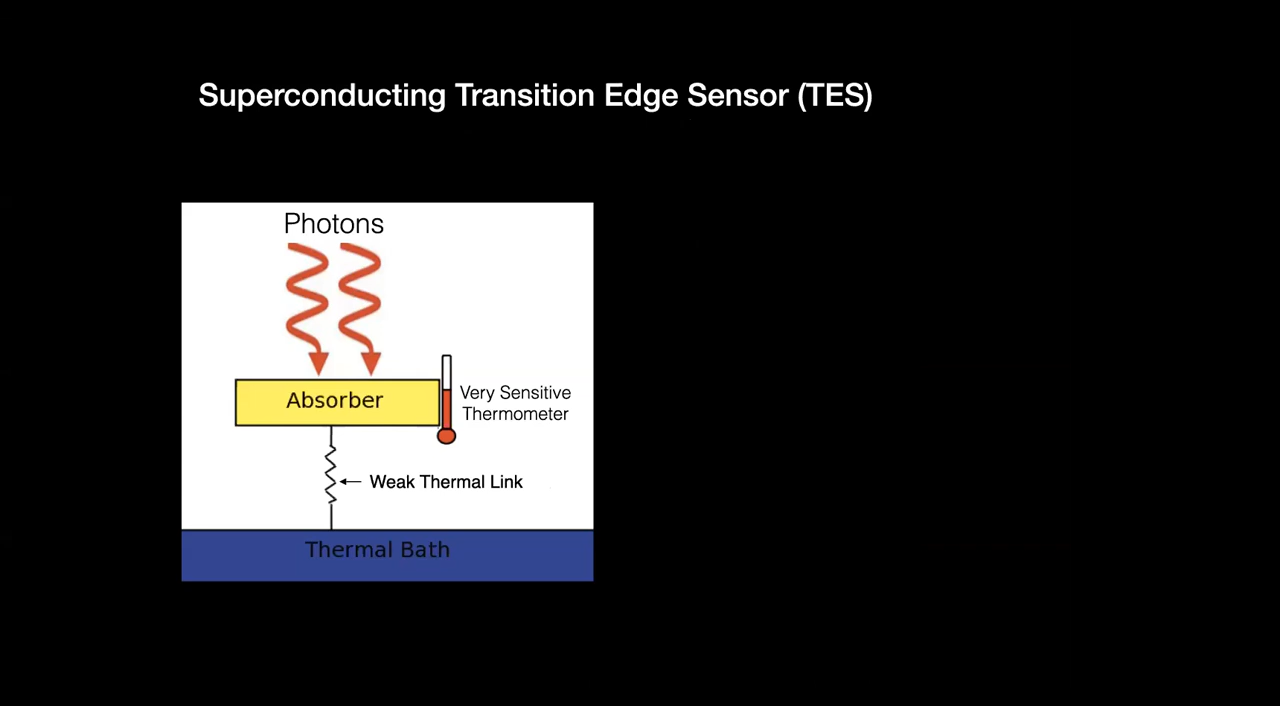 Superconducting Transition Edge Sensor (TES)
Photons
Absorber
Very Sensitive
Thermometer
Weak Thermal Link
Thermal Bath